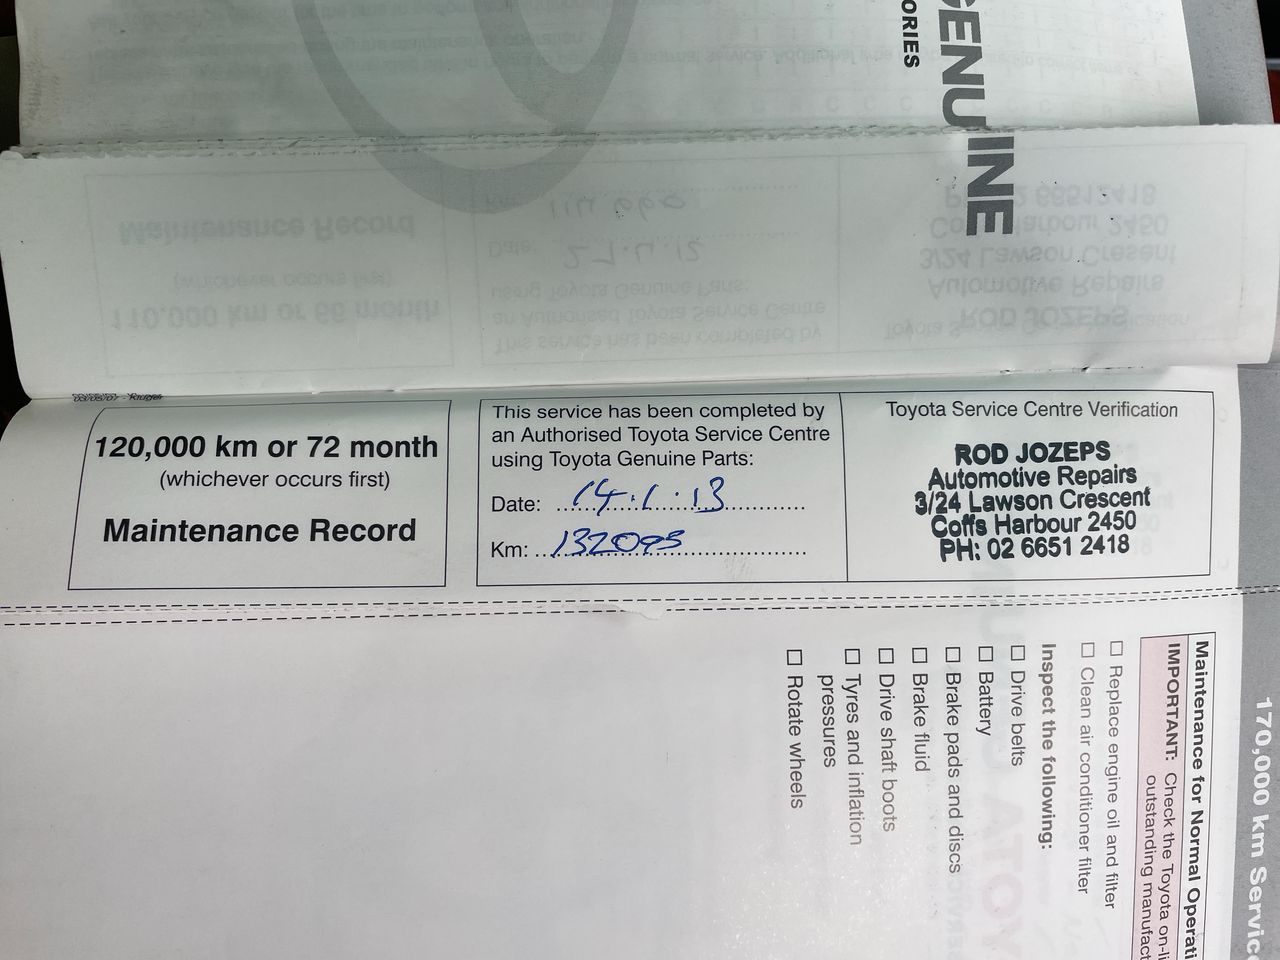 GENUINE
ORIES
120,000 km or 72 month
(whichever occurs first)
Maintenance Record
This service has been completed by
an Authorised Toyota Service Centre
using Toyota Genuine Parts:
Date: 14.1.13
Km: 132095
Toyota Service Centre Verification
ROD JOZEPS
Automotive Repairs
3/24 Lawson Crescent
Coffs Harbour 2450
PH: 02 6651 2418
170,000 km Servic
Maintenance for Normal Operati
IMPORTANT: Check the Toyota on-li
outstanding manufact
☐ Replace engine oil and filter
☐ Clean air conditioner filter
Inspect the following:
☐ Drive belts
☐ Battery
☐ Brake pads and discs
☐ Brake fluid
☐ Drive shaft boots
☐ Tyres and inflation
pressures
☐ Rotate wheels